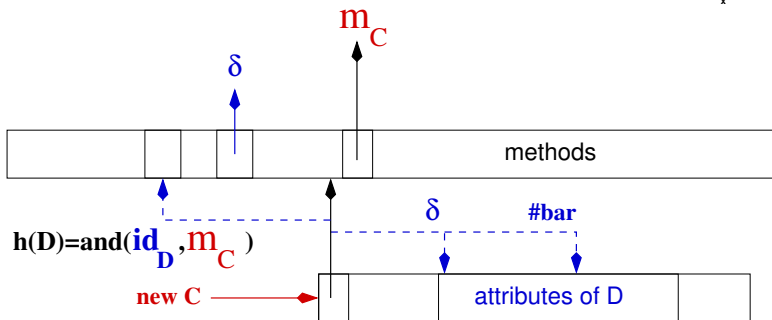 m_C
δ
methods
δ #bar
h(D)=and(id_D,m_C )
new C attributes of D